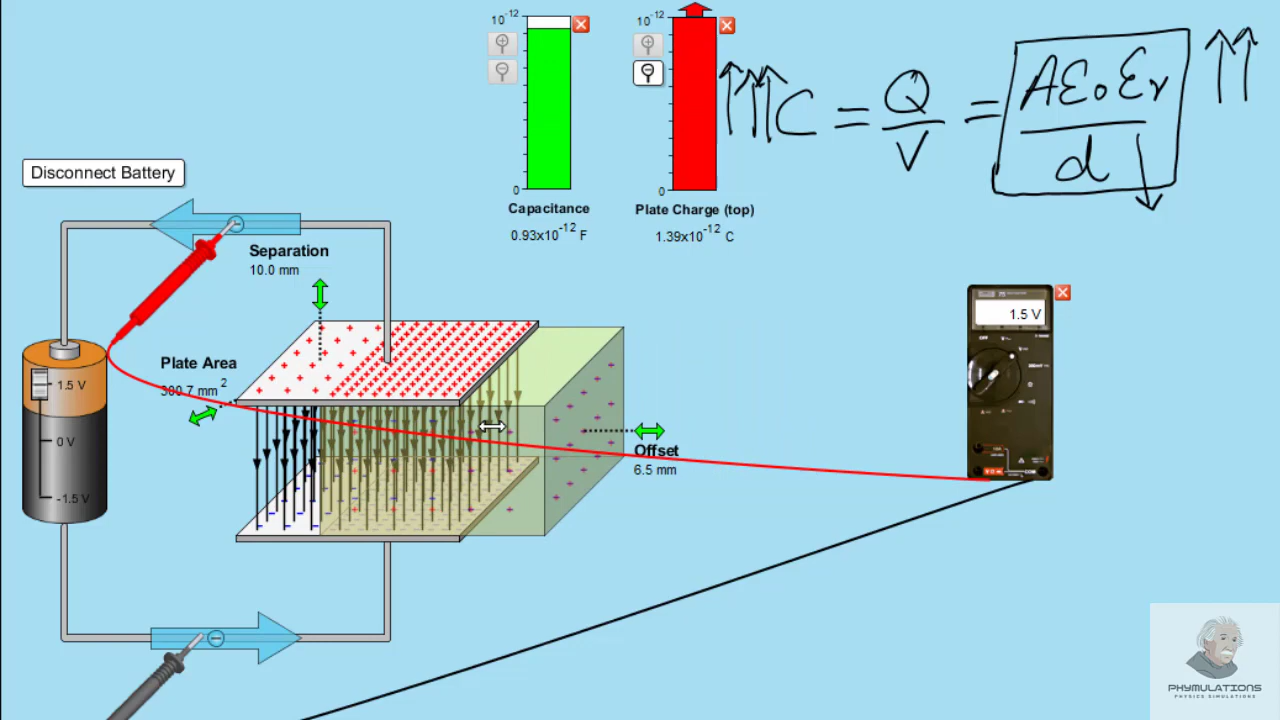 10⁻¹²
0
Capacitance
0.93x10⁻¹² F
10⁻¹²
0
Plate Charge (top)
1.39x10⁻¹² C
↑↑↑C = Q/V = Aε₀εᵣ/d ↓ ↑↑
Disconnect Battery
Separation
10.0 mm
Plate Area
mm²
1.5 V
0 V
-1.5 V
Offset
6.5 mm
1.5 V
PHYMULATIONS
PHYSICS SIMULATIONS